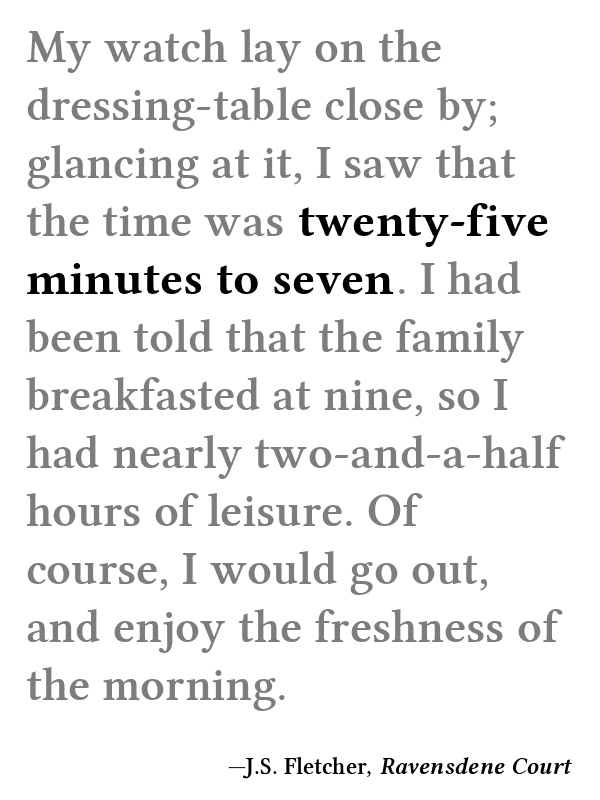 My watch lay on the
dressing-table close by;
glancing at it, I saw that
the time was twenty-five
minutes to seven. I had
been told that the family
breakfasted at nine, so I
had nearly two-and-a-half
hours of leisure. Of
course, I would go out,
and enjoy the freshness of
the morning.
—J.S. Fletcher, Ravensdene Court